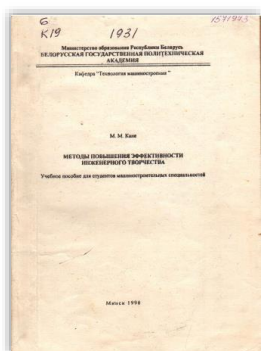 6
К19
1931
1571973
Министерство образования Республики Беларусь
БЕЛОРУССКАЯ ГОСУДАРСТВЕННАЯ ПОЛИТЕХНИЧЕСКАЯ
АКАДЕМИЯ
Кафедра "Технология машиностроения"
М. М. Кане
МЕТОДЫ ПОВЫШЕНИЯ ЭФФЕКТИВНОСТИ
ИНЖЕНЕРНОГО ТВОРЧЕСТВА
Учебное пособие для студентов машиностроительных специальностей
Минск 1998